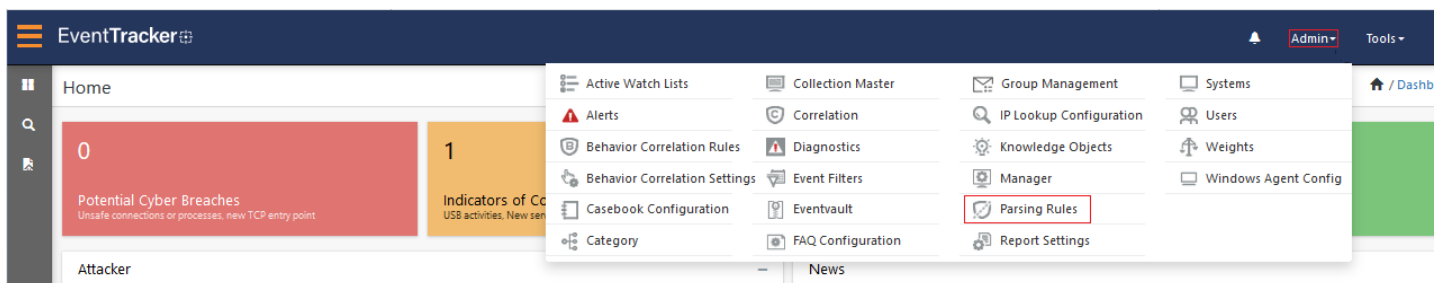 EventTracker
Admin
Tools
Home
/ Dashb
Active Watch Lists
Collection Master
Group Management
Systems
Alerts
Correlation
IP Lookup Configuration
Users
Behavior Correlation Rules
Diagnostics
Knowledge Objects
Weights
Behavior Correlation Settings
Event Filters
Manager
Windows Agent Config
Casebook Configuration
Eventvault
Parsing Rules
Category
FAQ Configuration
Report Settings
0
Potential Cyber Breaches
Unsafe connections or processes, new TCP entry point
1
Indicators of Co
USB activities, New serv
Attacker
News